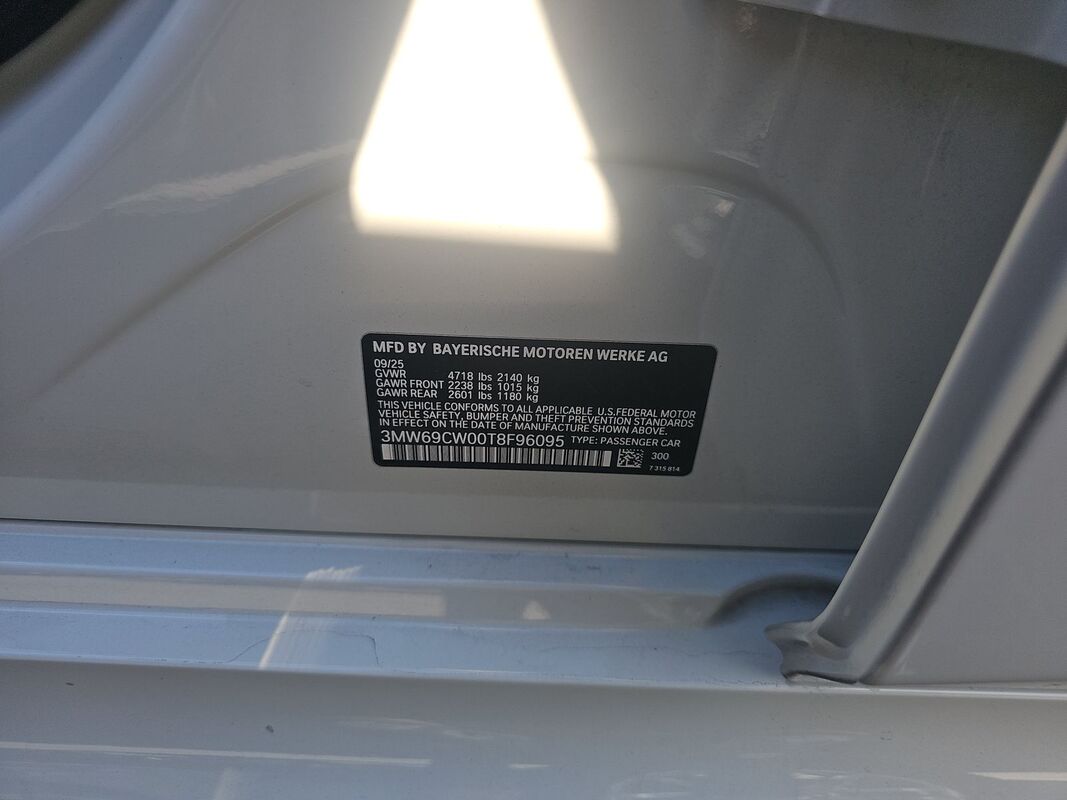 MFD BY BAYERISCHE MOTOREN WERKE AG
09/25
GVWR 4718 lbs 2140 kg
GAWR FRONT 2238 lbs 1015 kg
GAWR REAR 2601 lbs 1180 kg
THIS VEHICLE CONFORMS TO ALL APPLICABLE U.S.FEDERAL MOTOR
VEHICLE SAFETY, BUMPER AND THEFT PREVENTION STANDARDS
IN EFFECT ON THE DATE OF MANUFACTURE SHOWN ABOVE.
3MW69CW00T8F96095 TYPE: PASSENGER CAR
300
7 315 814